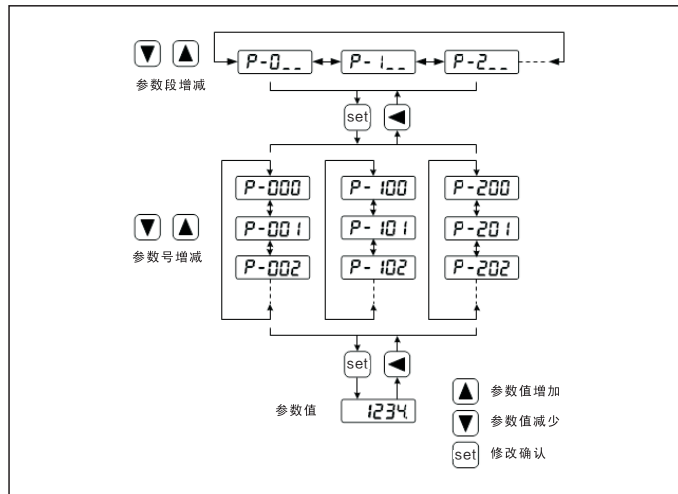 P-0__ P-1__ P-2__
参数段增减
set
P-000 P-100 P-200
P-001 P-101 P-201
参数号增减
P-002 P-102 P-202
set
参数值 1234.
参数值增加
参数值减少
set 修改确认